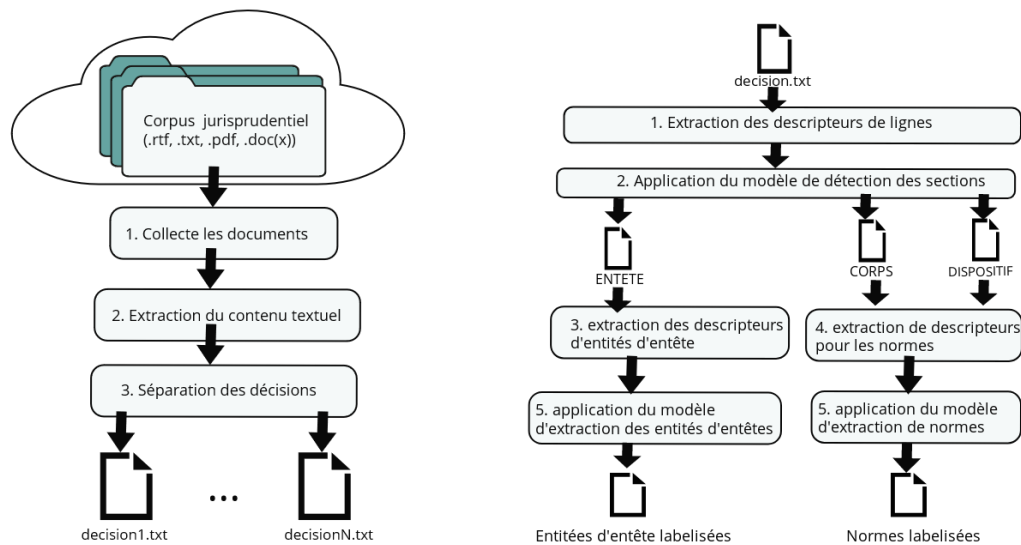 Corpus jurisprudentiel
(.rtf, .txt, .pdf, .doc(x))
1. Collecte les documents
2. Extraction du contenu textuel
3. Séparation des décisions
...
decision1.txt
decisionN.txt
decision.txt
1. Extraction des descripteurs de lignes
2. Application du modèle de détection des sections
ENTETE
CORPS
DISPOSITIF
3. extraction des descripteurs
d'entités d'entête
4. extraction de descripteurs
pour les normes
5. application du modèle
d'extraction des entités d'entêtes
5. application du modèle
d'extraction de normes
Entitées d'entête labelisées
Normes labelisées